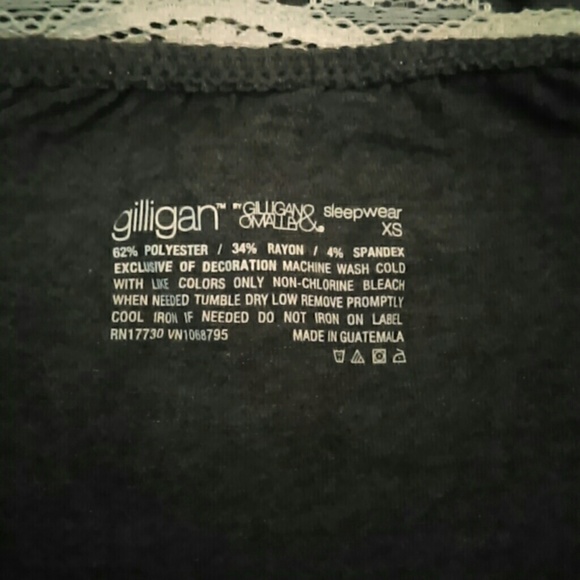 gilligan™ BY GILLIGAN & O'MALLEY® sleepwear
XS
62% POLYESTER / 34% RAYON / 4% SPANDEX
EXCLUSIVE OF DECORATION MACHINE WASH COLD
WITH LIKE COLORS ONLY NON-CHLORINE BLEACH
WHEN NEEDED TUMBLE DRY LOW REMOVE PROMPTLY
COOL IRON IF NEEDED DO NOT IRON ON LABEL
RN17730 VN1068795 MADE IN GUATEMALA